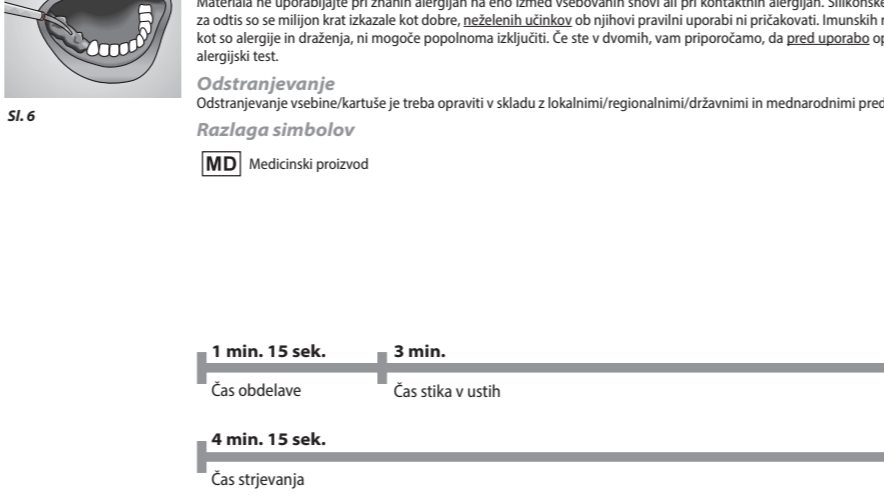 Materiala ne uporabljajte pri znanih alergijah na eno izmed vsebovanih snovi ali pri kontaktnih alergijah. Silikonske
za odtis so se milijon krat izkazale kot dobre, neželenih učinkov ob njihovi pravilni uporabi ni pričakovati. Imunskih
kot so alergije in draženja, ni mogoče popolnoma izključiti. Če ste v dvomih, vam priporočamo, da pred uporabo
alergijski test.
Odstranjevanje
Odstranjevanje vsebine/kartuše je treba opraviti v skladu z lokalnimi/regionalnimi/državnimi in mednarodnimi
Sl. 6
Razlaga simbolov
MD Medicinski proizvod
1 min. 15 sek. 3 min.
Čas obdelave Čas stika v ustih
4 min. 15 sek.
Čas strjevanja